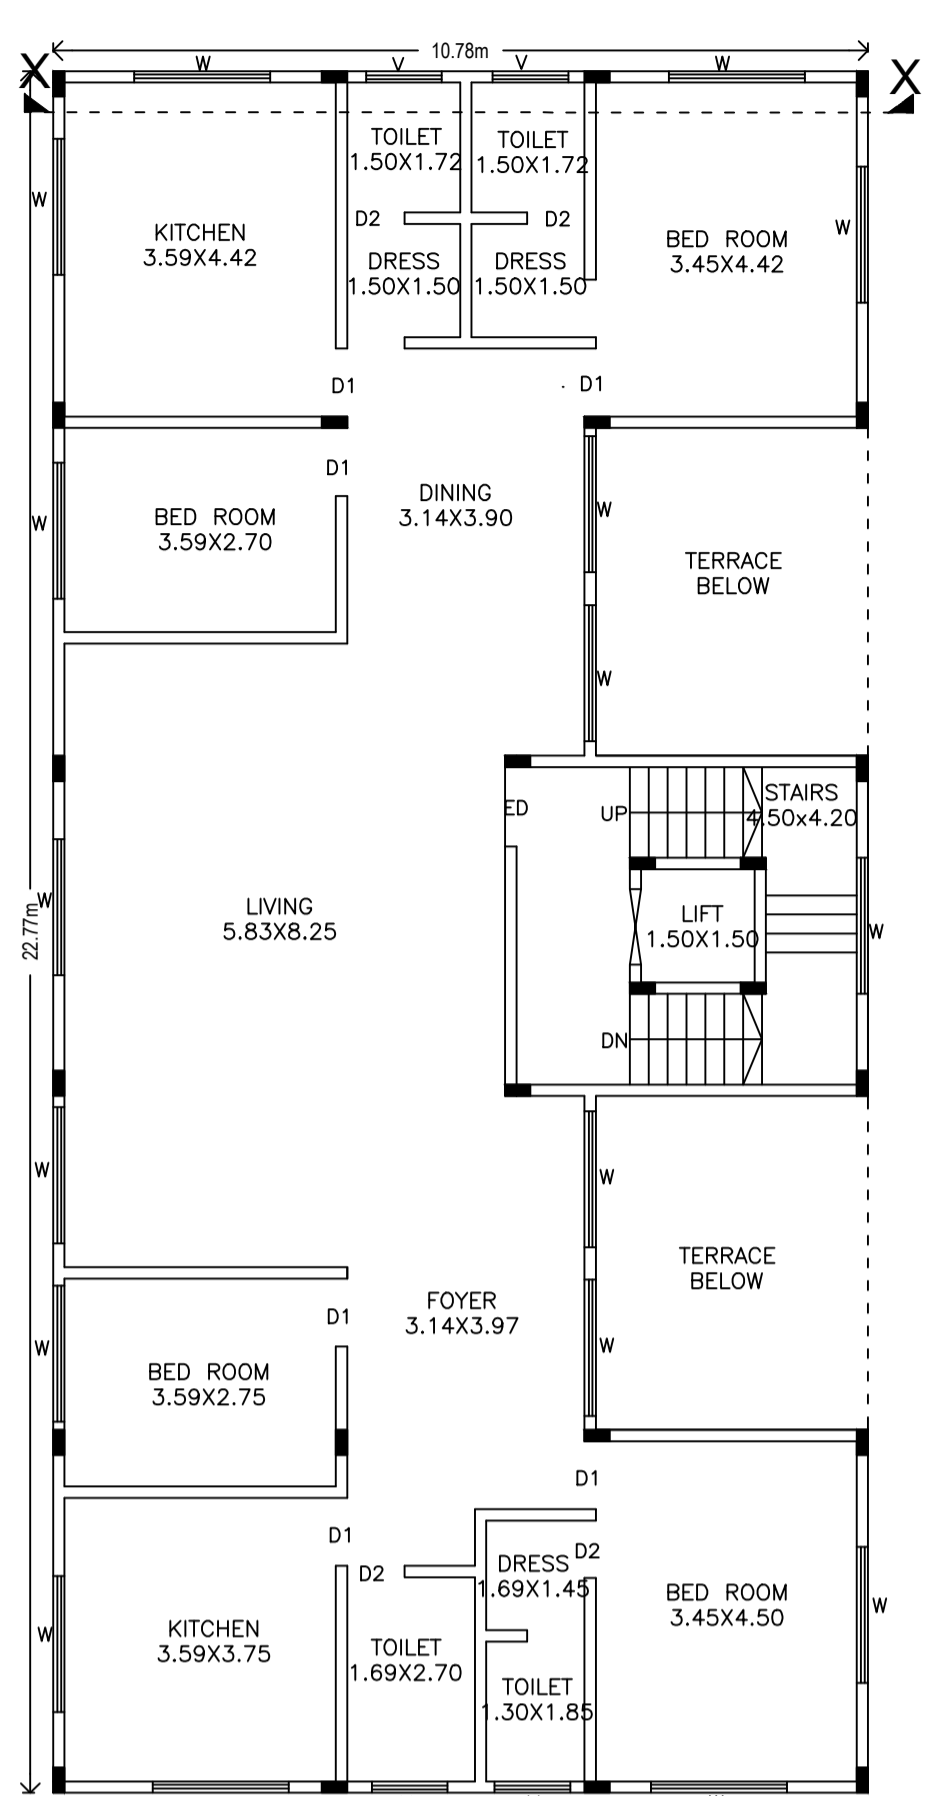 10.78m
X
X
W
V
V
W
TOILET
1.50X1.72
TOILET
1.50X1.72
W
W
D2
D2
KITCHEN
3.59X4.42
BED ROOM
3.45X4.42
DRESS
1.50X1.50
DRESS
1.50X1.50
D1
D1
D1
DINING
3.14X3.90
BED ROOM
3.59X2.70
W
W
TERRACE
BELOW
W
STAIRS
4.50x4.20
ED
UP
LIVING
5.83X8.25
LIFT
1.50X1.50
W
22.77m
W
DN
W
W
TERRACE
BELOW
FOYER
3.14X3.97
D1
W
W
BED ROOM
3.59X2.75
D1
D1
D2
D2
DRESS
1.69X1.45
BED ROOM
3.45X4.50
W
W
KITCHEN
3.59X3.75
TOILET
1.69X2.70
TOILET
1.30X1.85